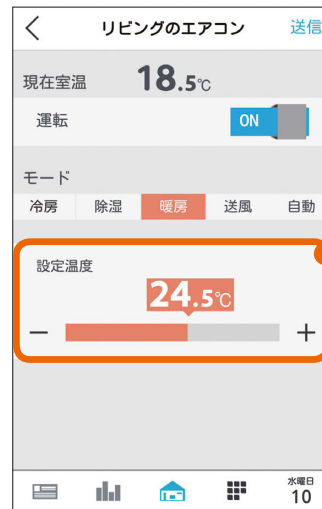 リビングのエアコン 送信
現在室温 18.5℃
運転 ON
モード
冷房 除湿 暖房 送風 自動
設定温度
24.5℃
− +
水曜日
10